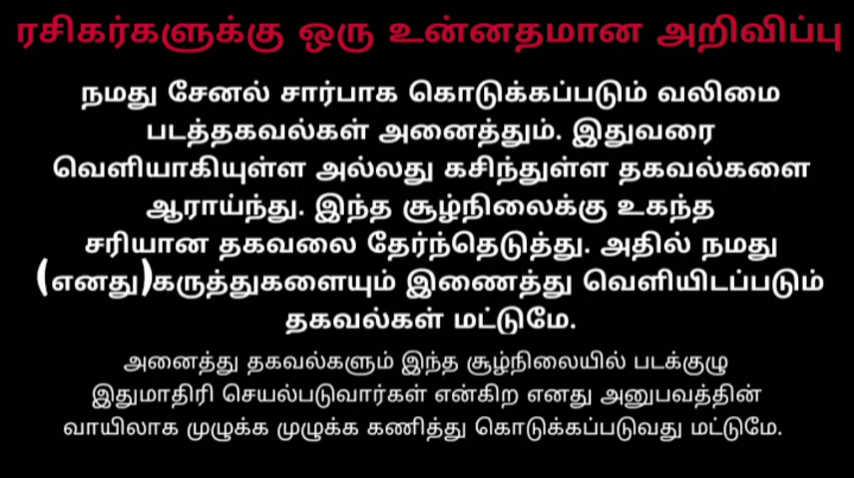 ரசிகர்களுக்கு ஒரு உன்னதமான அறிவிப்பு
நமது சேனல் சார்பாக கொடுக்கப்படும் வலிமை
படத்தகவல்கள் அனைத்தும். இதுவரை
வெளியாகியுள்ள அல்லது கசிந்துள்ள தகவல்களை
ஆராய்ந்து. இந்த சூழ்நிலைக்கு உகந்த
சரியான தகவலை தேர்ந்தெடுத்து. அதில் நமது
(எனது)கருத்துகளையும் இணைத்து வெளியிடப்படும்
தகவல்கள் மட்டுமே.
அனைத்து தகவல்களும் இந்த சூழ்நிலையில் படக்குழு
இதுமாதிரி செயல்படுவார்கள் என்கிற எனது அனுபவத்தின்
வாயிலாக முழுக்க முழுக்க கணித்து கொடுக்கப்படுவது மட்டுமே.